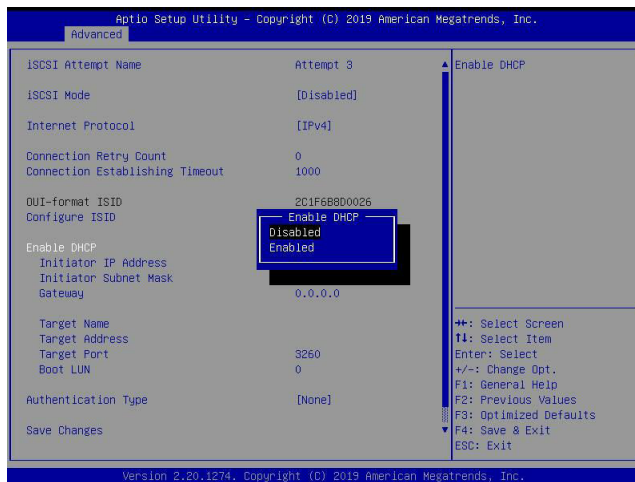 Aptio Setup Utility – Copyright (C) 2019 American Megatrends, Inc.
Advanced
iSCSI Attempt Name Attempt 3
iSCSI Mode [Disabled]
Internet Protocol [IPv4]
Connection Retry Count 0
Connection Establishing Timeout 1000
OUI-format ISID 2C1F6B8D0026
Configure ISID
Enable DHCP
Initiator IP Address
Initiator Subnet Mask
Gateway 0.0.0.0
Target Name
Target Address
Target Port 3260
Boot LUN 0
Authentication Type [None]
Save Changes
Enable DHCP
Disabled
Enabled
Enable DHCP
→←: Select Screen
↑↓: Select Item
Enter: Select
+/-: Change Opt.
F1: General Help
F2: Previous Values
F3: Optimized Defaults
F4: Save & Exit
ESC: Exit
Version 2.20.1274. Copyright (C) 2019 American Megatrends, Inc.